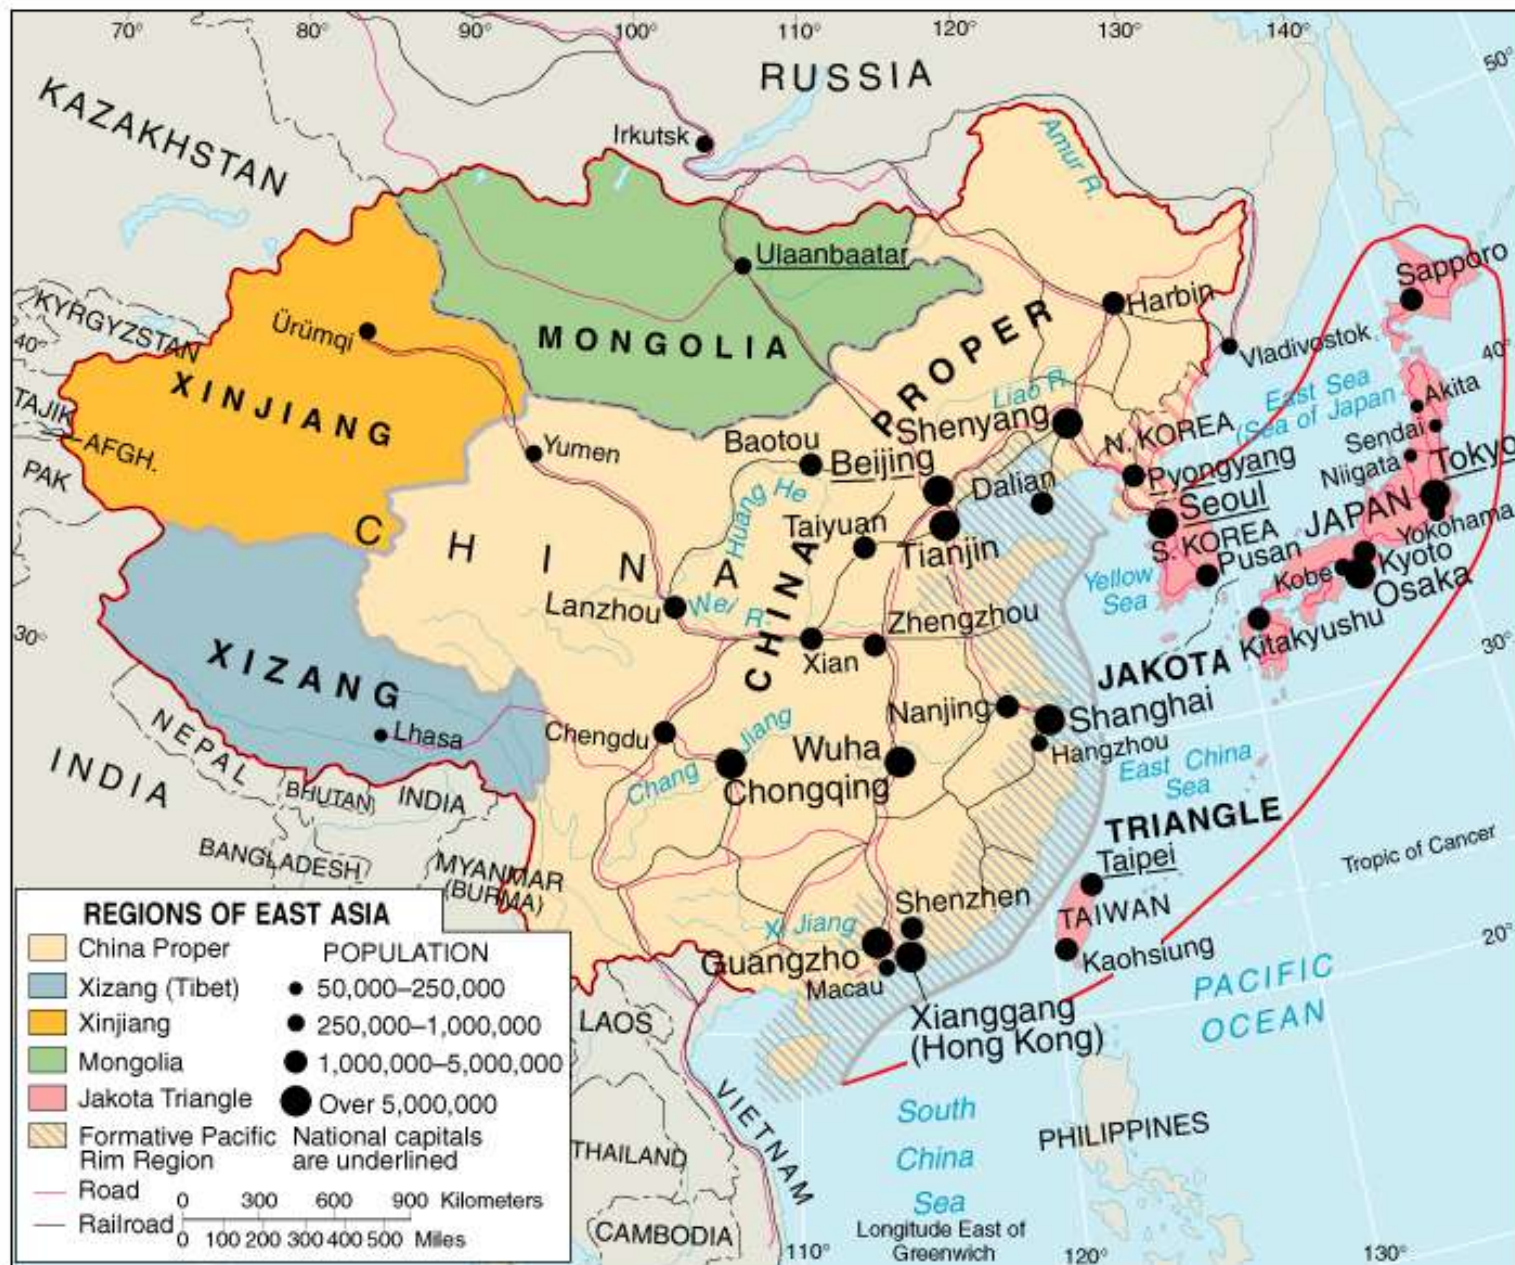 70°
80°
90°
100°
110°
120°
130°
140°
50°
RUSSIA
KAZAKHSTAN
Irkutsk
Amur R.
Ulaanbaatar
Sapporo
Harbin
KYRGYZSTAN
40°
Ürümqi
MONGOLIA
PROPER
Vladivostok
40°
XINJIANG
Liao R.
East Sea
(Sea of Japan
Akita
TAJIK
AFGH.
PAK
Yumen
Baotou
Shenyang
N. KOREA
Sendai
Niigata
Beijing
Dalian
Pyongyang
Tokyo
Huang He
Seoul
JAPAN
Taiyuan
Tianjin
S. KOREA
Yokohama
CHINA
Pusan
Kyoto
Kobe
Osaka
Yellow
Sea
Lanzhou
Wei R.
Zhengzhou
30°
Xian
CHINA
Kitakyushu
30°
XIZANG
JAKOTA
Nanjing
Shanghai
Lhasa
Chengdu
Jiang
Wuha
Hangzhou
NEPAL
INDIA
BHUTAN
INDIA
Chang
Chongqing
East China
Sea
TRIANGLE
BANGLADESH
MYANMAR
(BURMA)
Taipei
Tropic of Cancer
Shenzhen
TAIWAN
Xi Jiang
Guangzho
Kaohsiung
20°
Macau
PACIFIC
OCEAN
Xianggang
(Hong Kong)
LAOS
VIETNAM
South
China
Sea
PHILIPPINES
THAILAND
CAMBODIA
Longitude East of
Greenwich
110°
120°
130°
REGIONS OF EAST ASIA
China Proper
Xizang (Tibet)
Xinjiang
Mongolia
Jakota Triangle
Formative Pacific
Rim Region
Road
Railroad
POPULATION
50,000–250,000
250,000–1,000,000
1,000,000–5,000,000
Over 5,000,000
National capitals
are underlined
0 300 600 900 Kilometers
0 100 200 300 400 500 Miles